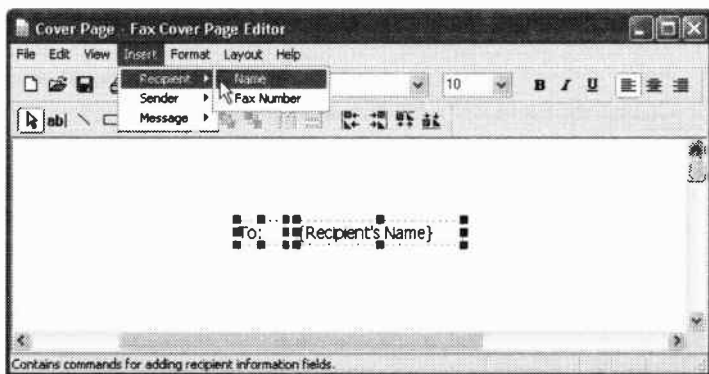 Cover Page - Fax Cover Page Editor
File Edit View Insert Format Layout Help
Recipient Name
10 B I U
Sender Fax Number
ab| Message
To: {Recipient's Name}
Contains commands for adding recipient information fields.